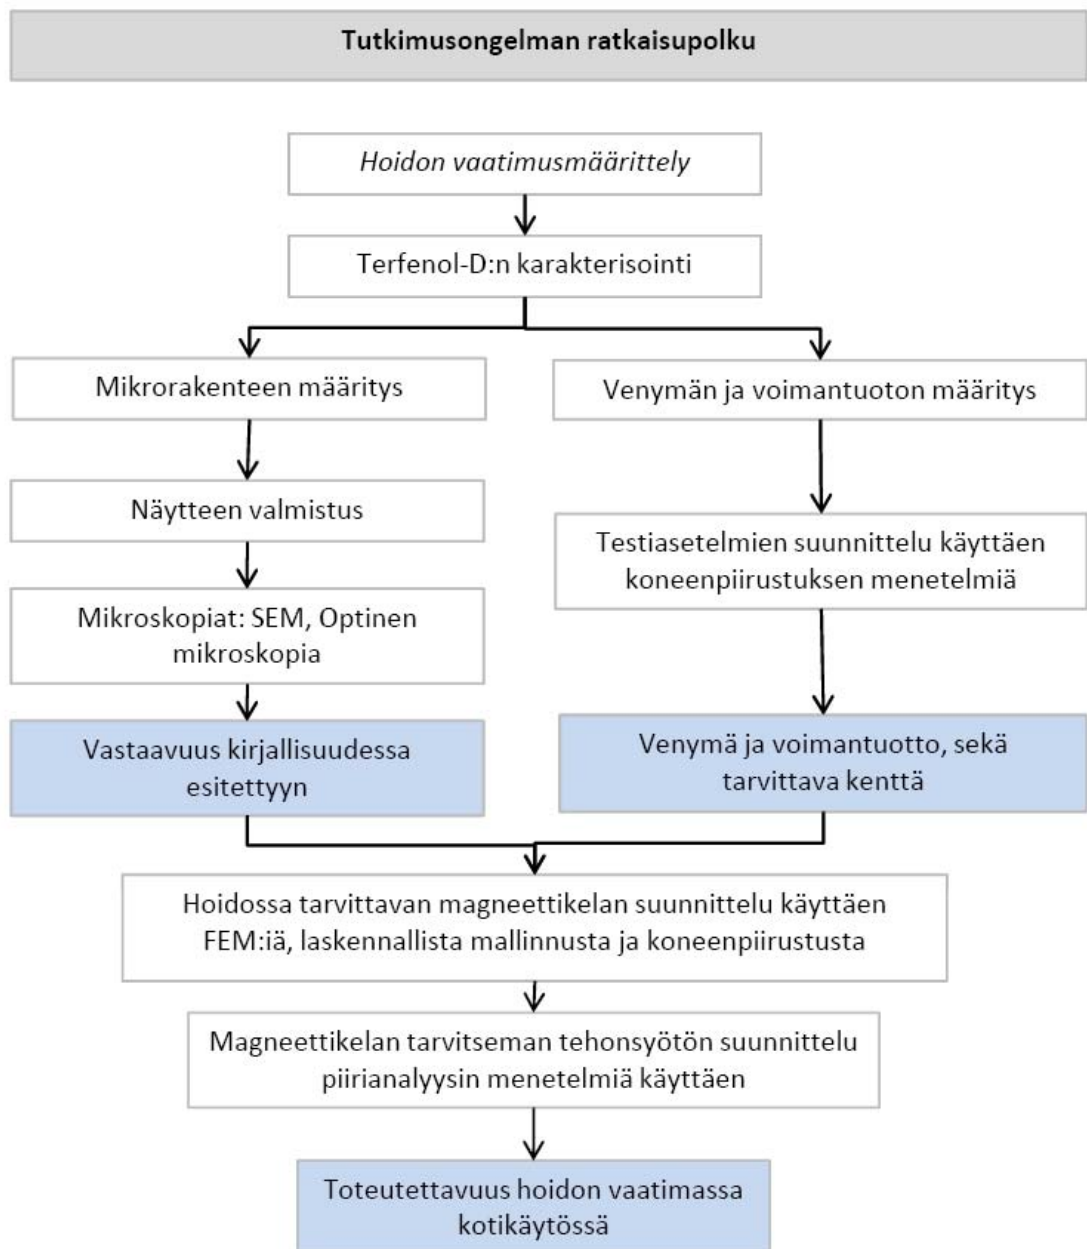 Tutkimusongelman ratkaisupolku
Hoidon vaatimusmäärittely
Terfenol-D:n karakterisointi
Mikrorakenteen määritys
Venymän ja voimantuoton määritys
Näytteen valmistus
Testiasetelmien suunnittelu käyttäen
koneenpiirustuksen menetelmiä
Mikroskopiat: SEM, Optinen
mikroskopia
Vastaavuus kirjallisuudessa
esitettyyn
Venymä ja voimantuotto, sekä
tarvittava kenttä
Hoidossa tarvittavan magneettikelan suunnittelu käyttäen
FEM:iä, laskennallista mallinnusta ja koneenpiirustusta
Magneettikelan tarvitseman tehonsyötön suunnittelu
piirianalyysin menetelmiä käyttäen
Toteutettavuus hoidon vaatimassa
kotikäytössä